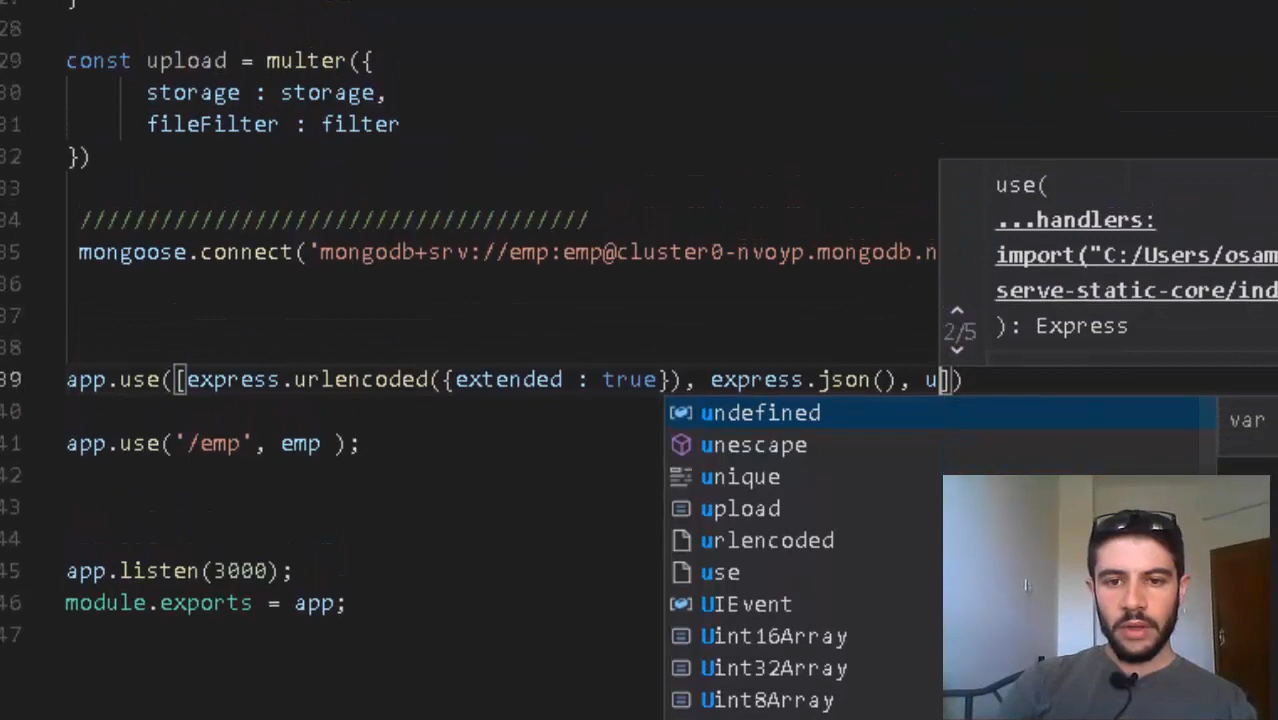 28
29 const upload = multer({
30 storage : storage,
31 fileFilter : filter
32 })
33
34 //////////////////////////////////////
35 mongoose.connect('mongodb+srv://emp:emp@cluster0-nvoyp.mongodb.n
36
37
38
39 app.use([express.urlencoded({extended : true}), express.json(), u])
40
41 app.use('/emp', emp );
42
43
44
45 app.listen(3000);
46 module.exports = app;
47
use(
...handlers:
import("C:/Users/osam
serve-static-core/ind
2/5 ): Express
undefined
unescape
unique
upload
urlencoded
use
UIEvent
Uint16Array
Uint32Array
Uint8Array
var